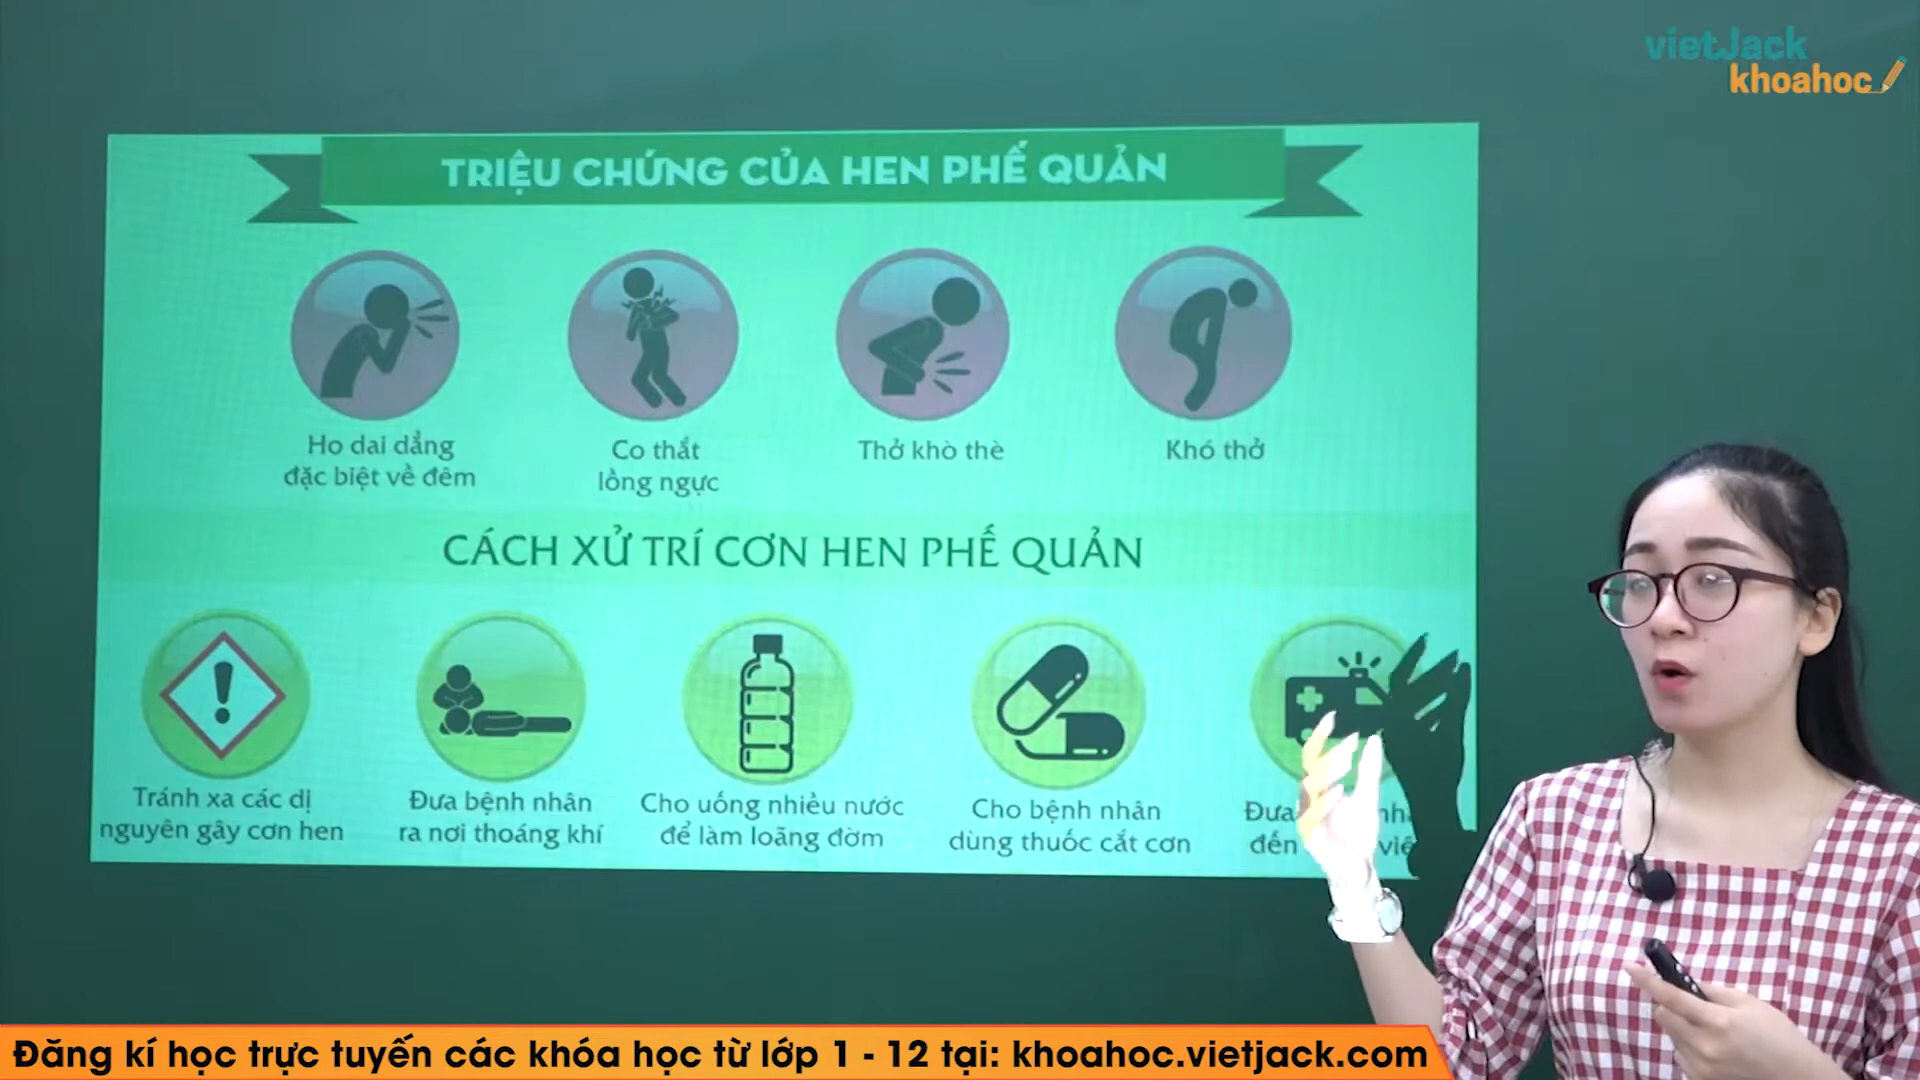 vietJack
khoahoc
TRIỆU CHỨNG CỦA HEN PHẾ QUẢN
Ho dai dẳng
đặc biệt về đêm
Co thắt
lồng ngực
Thở khò thè
Khó thở
CÁCH XỬ TRÍ CƠN HEN PHẾ QUẢN
Tránh xa các dị
nguyên gây cơn hen
Đưa bệnh nhân
ra nơi thoáng khí
Cho uống nhiều nước
để làm loãng đờm
Cho bệnh nhân
dùng thuốc cắt cơn
Đưa
đến
Đăng kí học trực tuyến các khóa học từ lớp 1 - 12 tại: khoahoc.vietjack.com